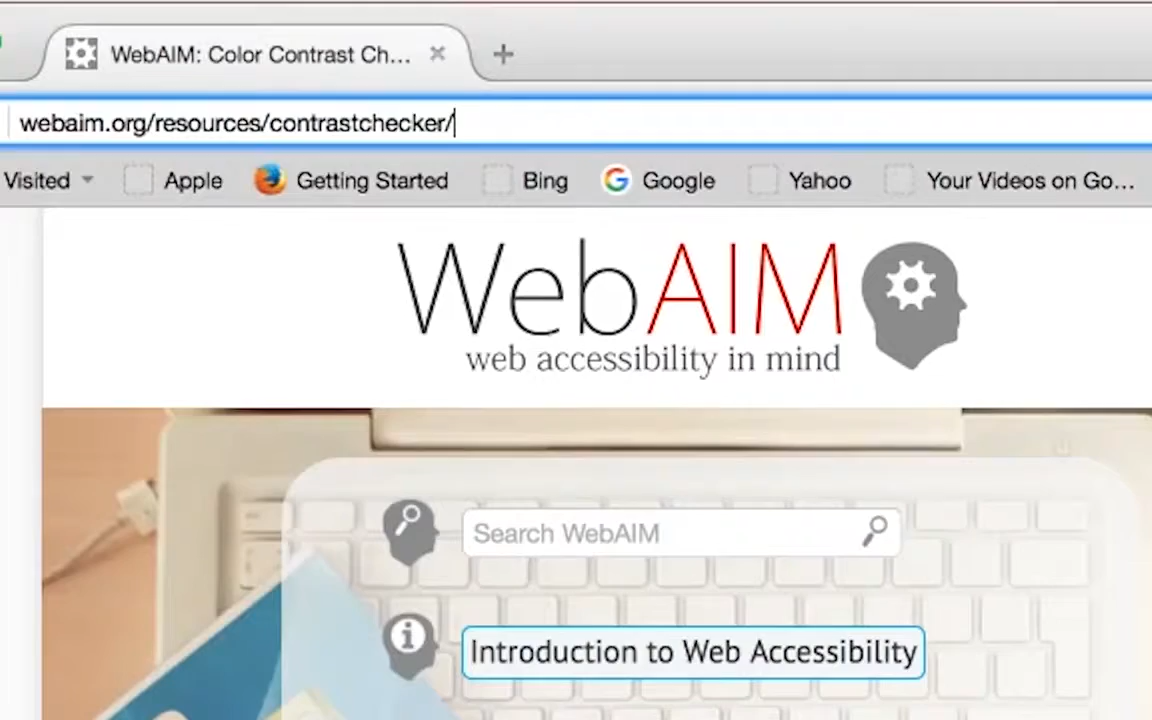 WebAIM: Color Contrast Ch...
webaim.org/resources/contrastchecker/
Visited Apple Getting Started Bing Google Yahoo Your Videos on Go...
WebAIM
web accessibility in mind
Search WebAIM
Introduction to Web Accessibility